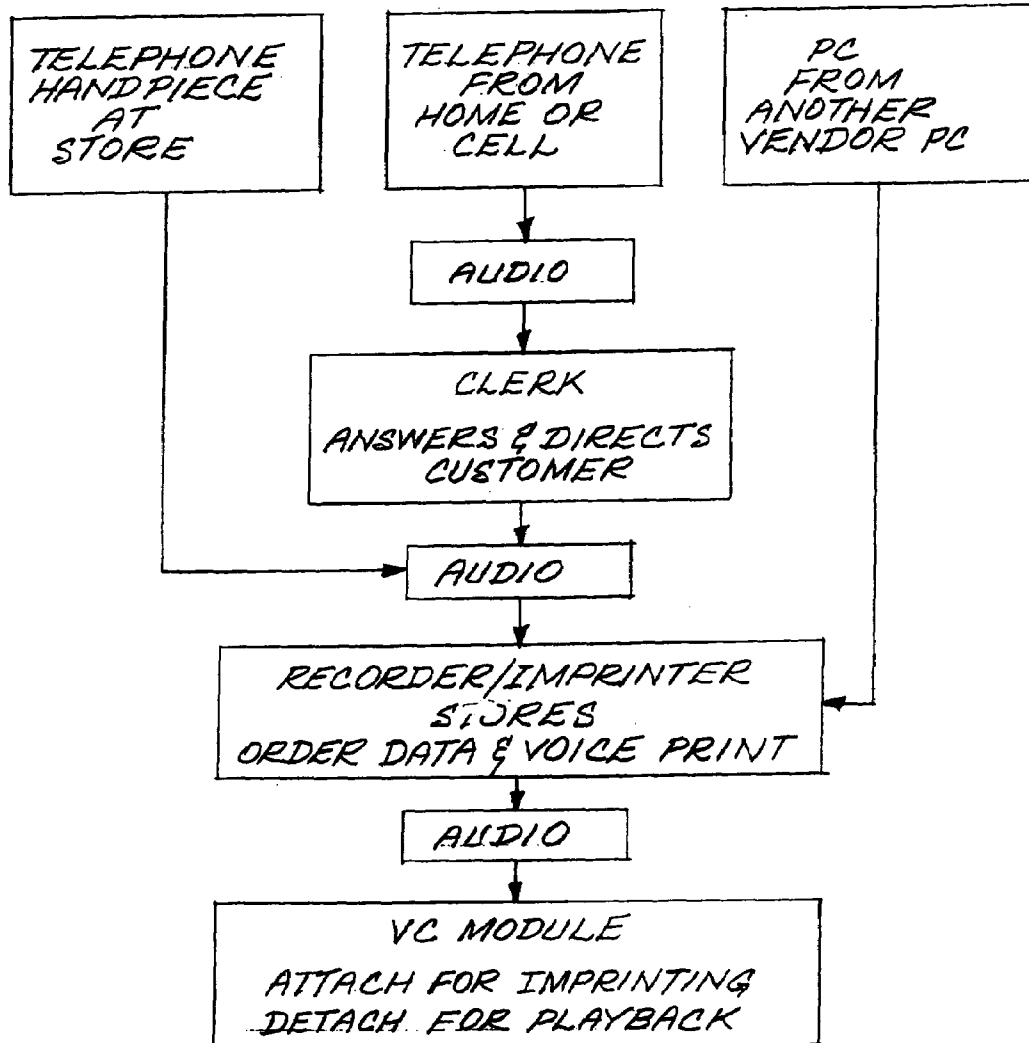 TELEPHONE
HANDPIECE
AT
STORE
TELEPHONE
FROM
HOME OR
CELL
PC
FROM
ANOTHER
VENDOR PC
AUDIO
CLERK
ANSWERS & DIRECTS
CUSTOMER
AUDIO
RECORDER/IMPRINTER
STORES
ORDER DATA & VOICE PRINT
AUDIO
VC MODULE
ATTACH FOR IMPRINTING
DETACH FOR PLAYBACK